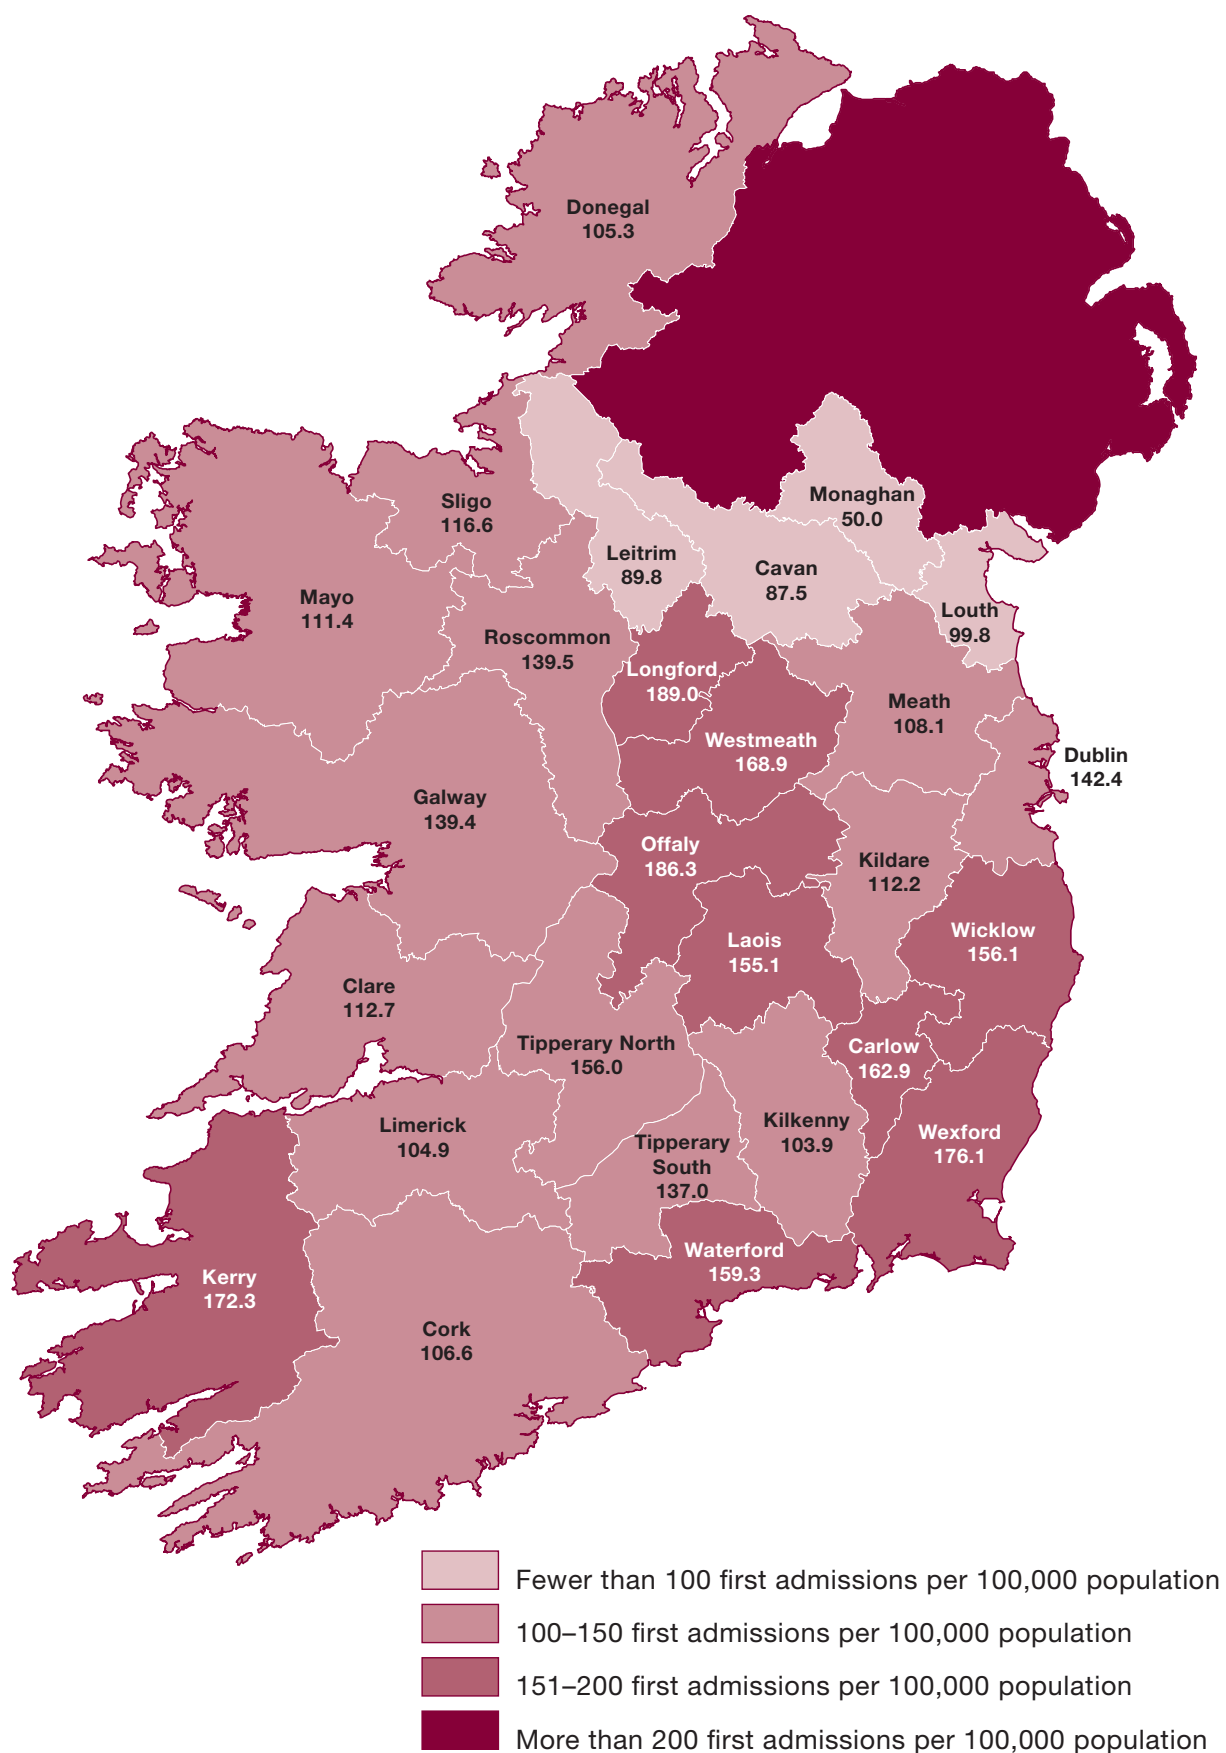 Donegal
105.3
Monaghan
50.0
Sligo
116.6
Leitrim
89.8
Cavan
87.5
Mayo
111.4
Louth
99.8
Roscommon
139.5
Longford
189.0
Meath
108.1
Westmeath
168.9
Dublin
142.4
Galway
139.4
Offaly
186.3
Kildare
112.2
Laois
155.1
Wicklow
156.1
Clare
112.7
Tipperary North
156.0
Carlow
162.9
Limerick
104.9
Kilkenny
103.9
Wexford
176.1
Tipperary
South
137.0
Waterford
159.3
Kerry
172.3
Cork
106.6
Fewer than 100 first admissions per 100,000 population
100–150 first admissions per 100,000 population
151–200 first admissions per 100,000 population
More than 200 first admissions per 100,000 population